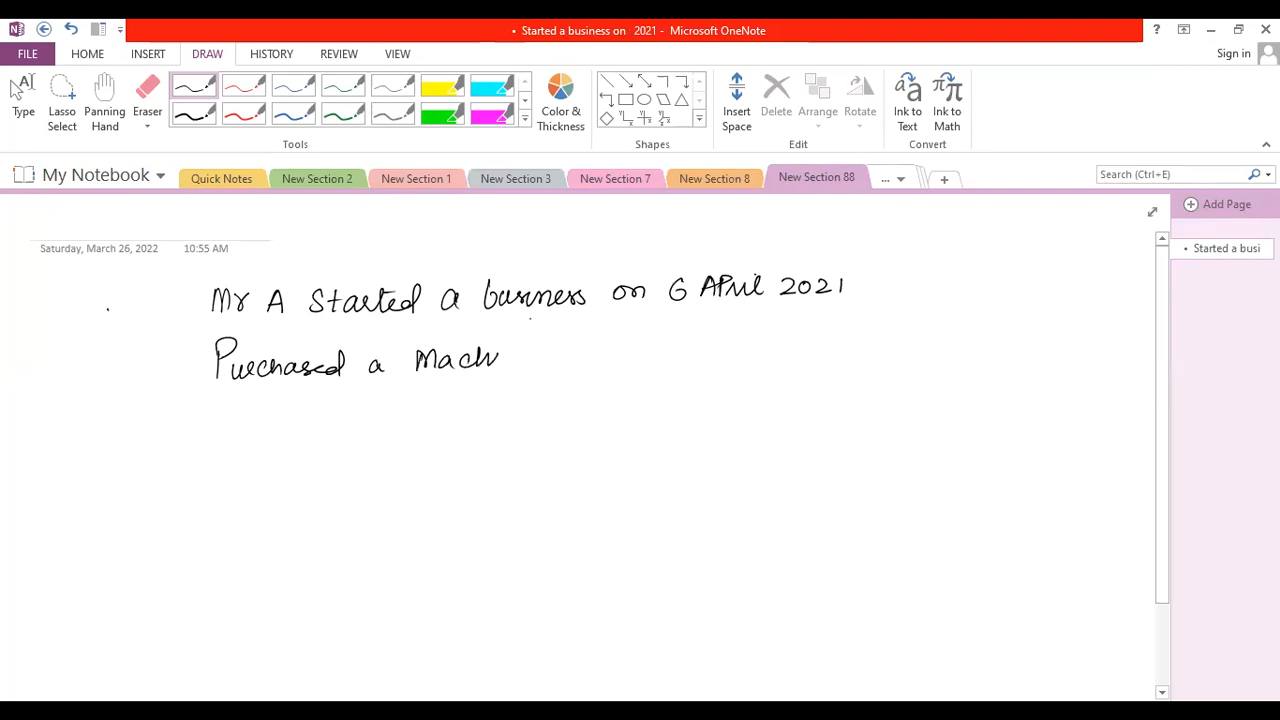 Started a business on 2021 - Microsoft OneNote
?
FILE HOME INSERT DRAW HISTORY REVIEW VIEW
Sign in
Type
Lasso Select
Panning Hand
Eraser
Color & Thickness
Insert Space
Delete
Arrange
Rotate
Ink to Text
Ink to Math
Tools
Shapes
Edit
Convert
My Notebook
Quick Notes New Section 2 New Section 1 New Section 3 New Section 7 New Section 8 New Section 88 ...
Search (Ctrl+E)
Add Page
Started a busi
Saturday, March 26, 2022 10:55 AM
Mr A Started a business on 6 April 2021
Purchased a Mach